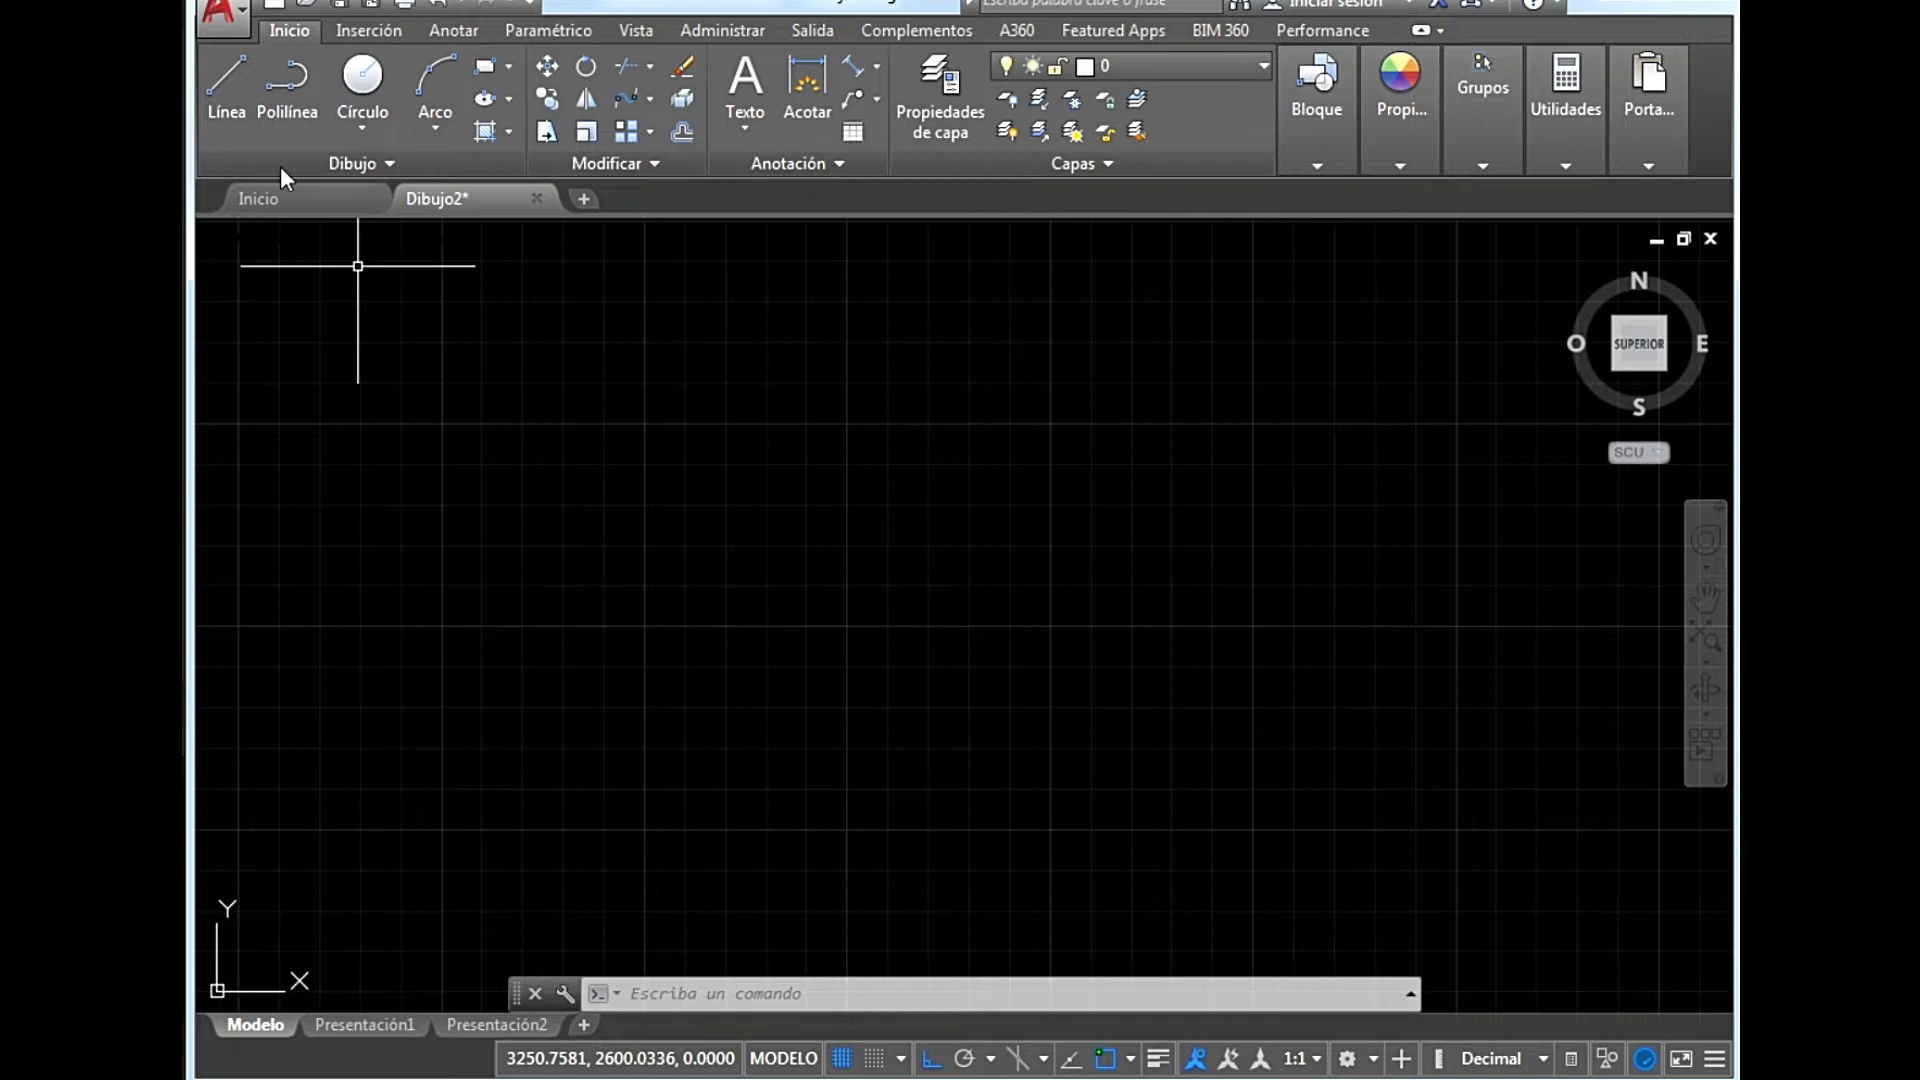 Iniciar sesión
Inicio Inserción Anotar Paramétrico Vista Administrar Salida Complementos A360 Featured Apps BIM 360 Performance
0
Línea Polilínea Círculo Arco Texto Acotar Propiedades de capa Bloque Propi... Grupos Utilidades Porta...
Dibujo Modificar Anotación Capas
Inicio Dibujo2*
N
O SUPERIOR E
S
SCU
Y
X
Escriba un comando
Modelo Presentación1 Presentación2
3250.7581, 2600.0336, 0.0000 MODELO 1:1 Decimal